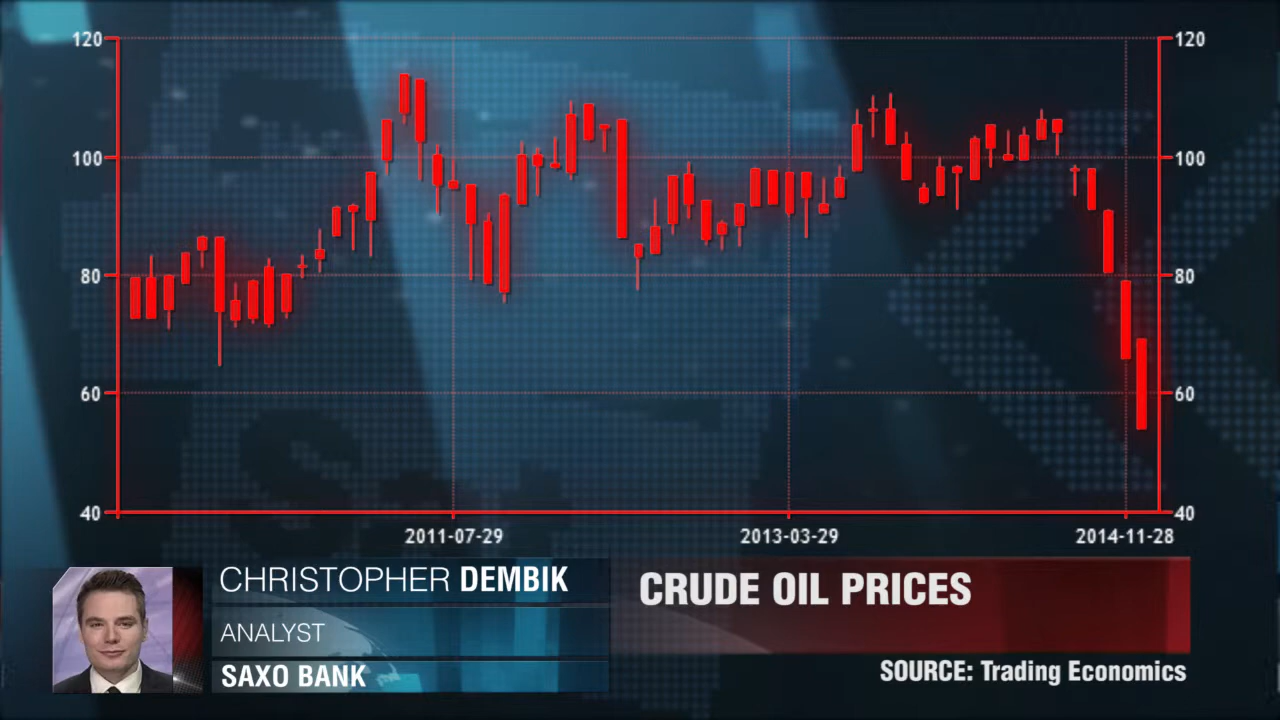 120 120
100 100
80 80
60 60
40 40
2011-07-29 2013-03-29 2014-11-28
CHRISTOPHER DEMBIK
ANALYST
SAXO BANK
CRUDE OIL PRICES
SOURCE: Trading Economics